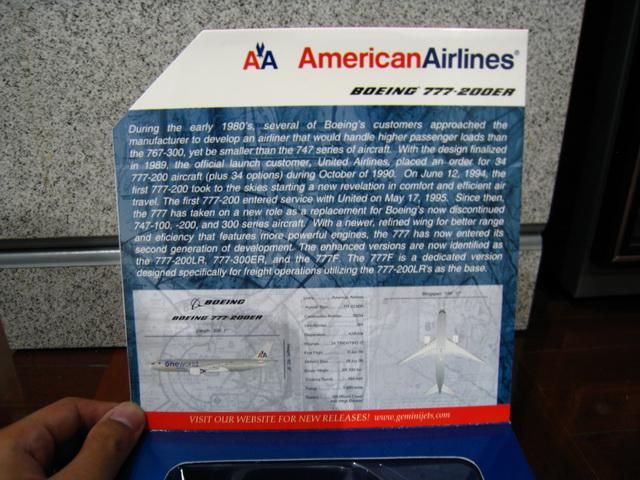 AA AmericanAirlines®
BOEING 777-200ER
During the early 1980's, several of Boeing's customers approached the
manufacturer to develop an airliner that would handle higher passenger loads than
the 767-300, yet be smaller than the 747 series of aircraft. With the design finalized
in 1989, the official launch customer, United Airlines, placed an order for 34
777-200 aircraft (plus 34 options) during October of 1990. On June 12, 1994, the
first 777-200 took to the skies starting a new revelation in comfort and efficient air
travel. The first 777-200 entered service with United on May 17, 1995. Since then,
the 777 has taken on a new role as a replacement for Boeing's now discontinued
747-100, -200, and 300 series aircraft. With a newer, refined wing for better range
and eficiency that features more powerful engines, the 777 has now entered its
second generation of development. The enhanced versions are now identified as
the 777-200LR, 777-300ER, and the 777F. The 777F is a dedicated version
designed specifically for freight operations utilizing the 777-200LR's as the base.
BOEING
BOEING 777-200ER
oneworld
VISIT OUR WEBSITE FOR NEW RELEASES! www.geminijets.com